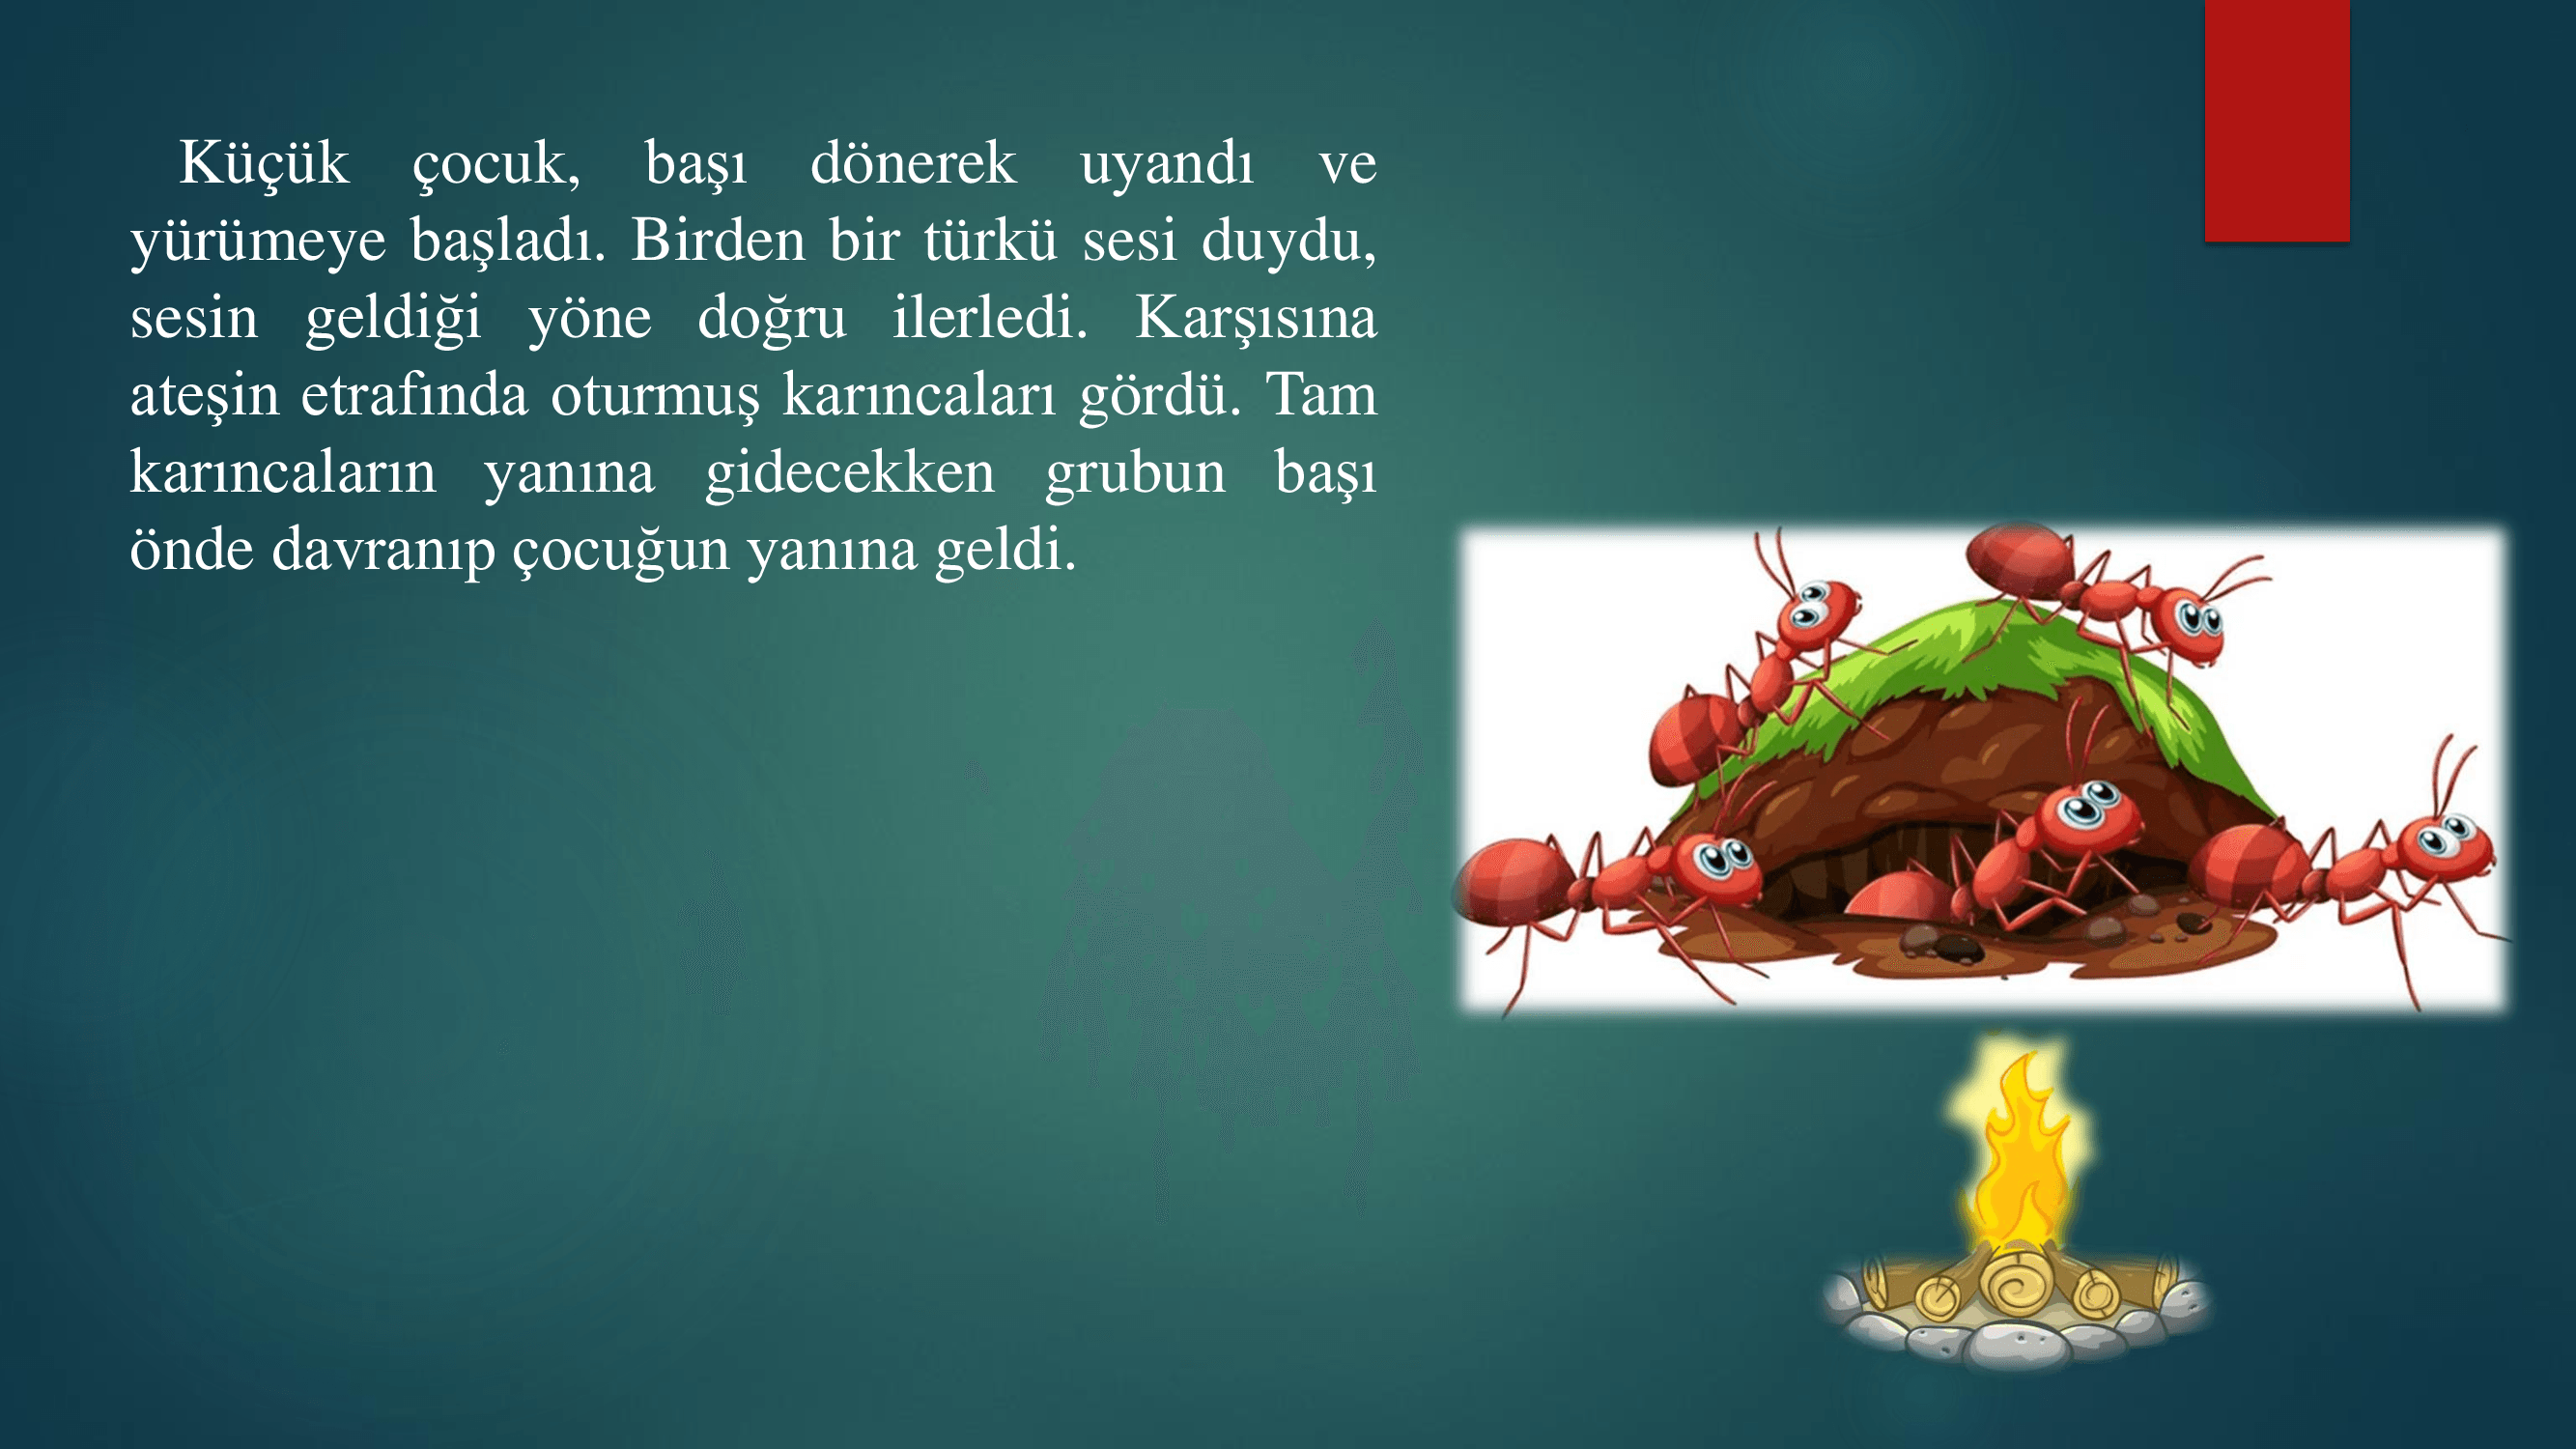 Küçük çocuk, başı dönerek uyandı ve
yürümeye başladı. Birden bir türkü sesi duydu,
sesin geldiği yöne doğru ilerledi. Karşısına
ateşin etrafında oturmuş karıncaları gördü. Tam
karıncaların yanına gidecekken grubun başı
önde davranıp çocuğun yanına geldi.